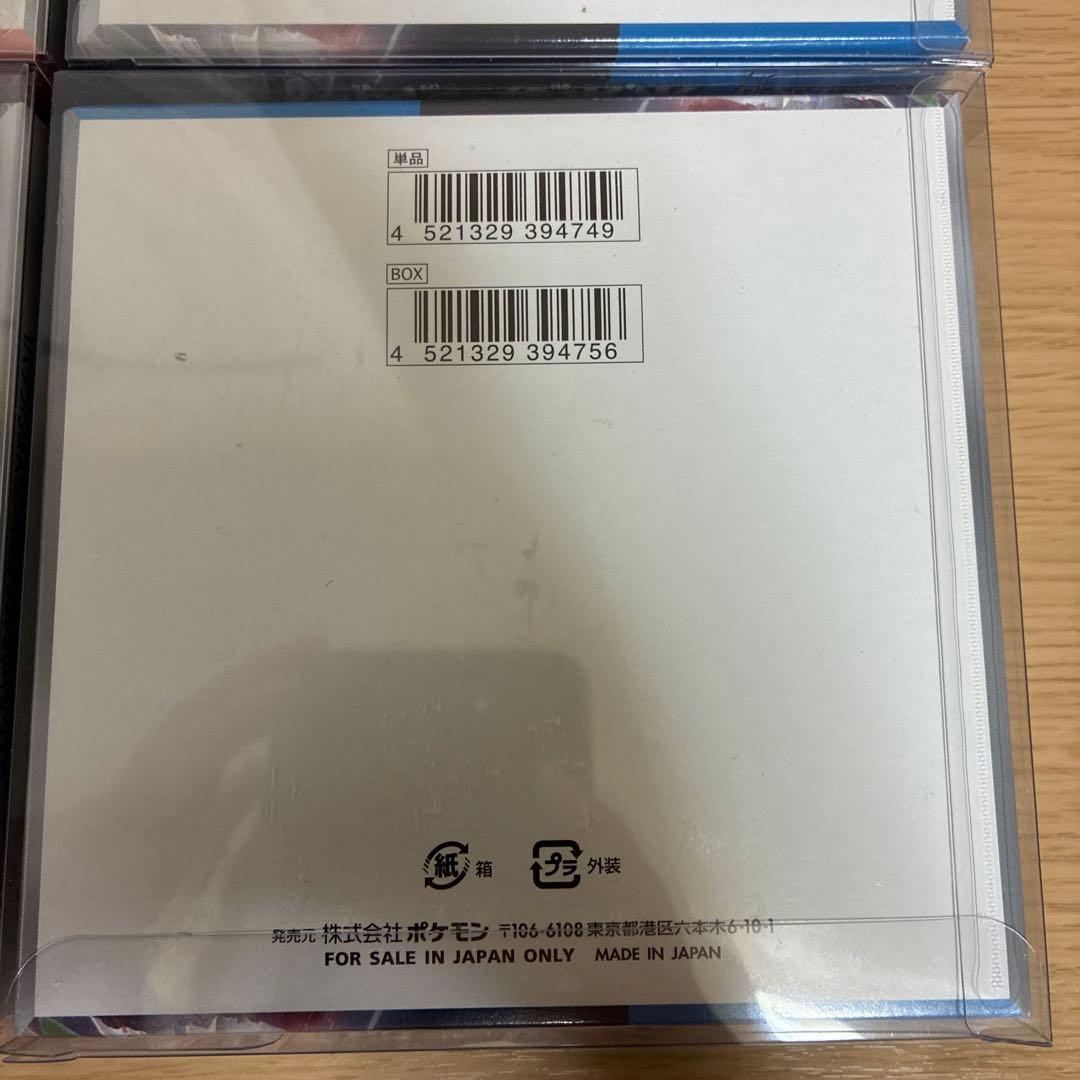 単品
4 521329 394749
BOX
4 521329 394756
紙 箱 プラ 外装
発売元 株式会社 ポケモン 〒106-6108 東京都港区六本木6-10-1
FOR SALE IN JAPAN ONLY MADE IN JAPAN